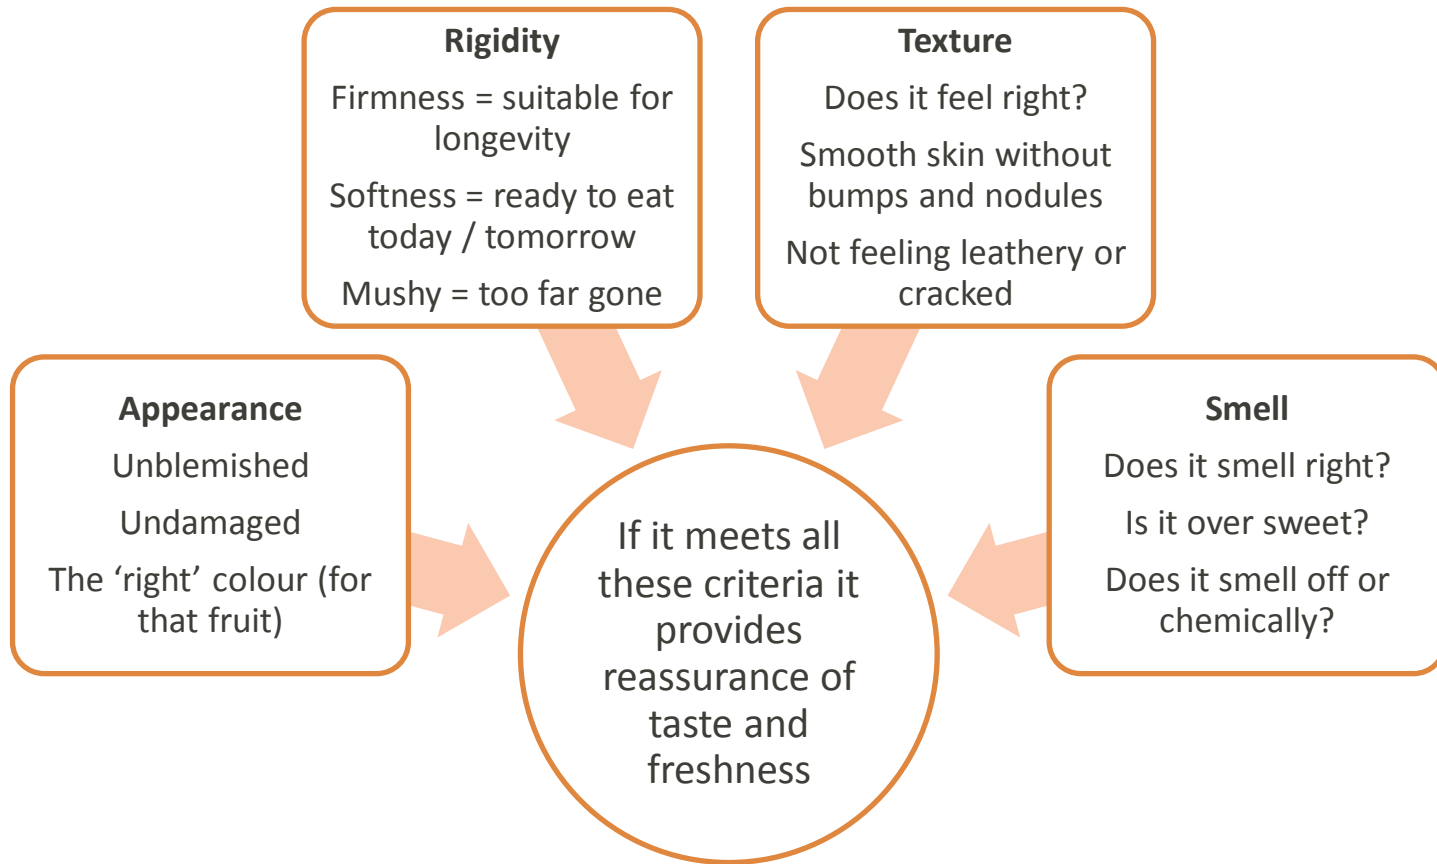 Rigidity
Firmness = suitable for
longevity
Softness = ready to eat
today / tomorrow
Mushy = too far gone
Texture
Does it feel right?
Smooth skin without
bumps and nodules
Not feeling leathery or
cracked
Appearance
Unblemished
Undamaged
The ‘right’ colour (for
that fruit)
Smell
Does it smell right?
Is it over sweet?
Does it smell off or
chemically?
If it meets all
these criteria it
provides
reassurance of
taste and
freshness